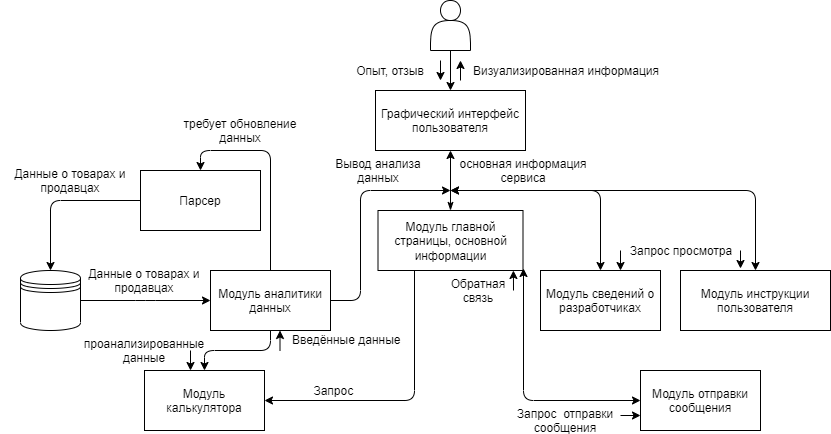 Опыт, отзыв
Визуализированная информация
Графический интерфейс
пользователя
требует обновление
данных
Вывод анализа
данных
основная информация
сервиса
Данные о товарах и
продавцах
Парсер
Модуль главной
страницы, основной
информации
Запрос просмотра
Данные о товарах и
продавцах
Модуль аналитики
данных
Обратная
связь
Модуль сведений о
разработчиках
Модуль инструкции
пользователя
проанализированные
данные
Введённые данные
Модуль
калькулятора
Запрос
Модуль отправки
сообщения
Запрос отправки
сообщения